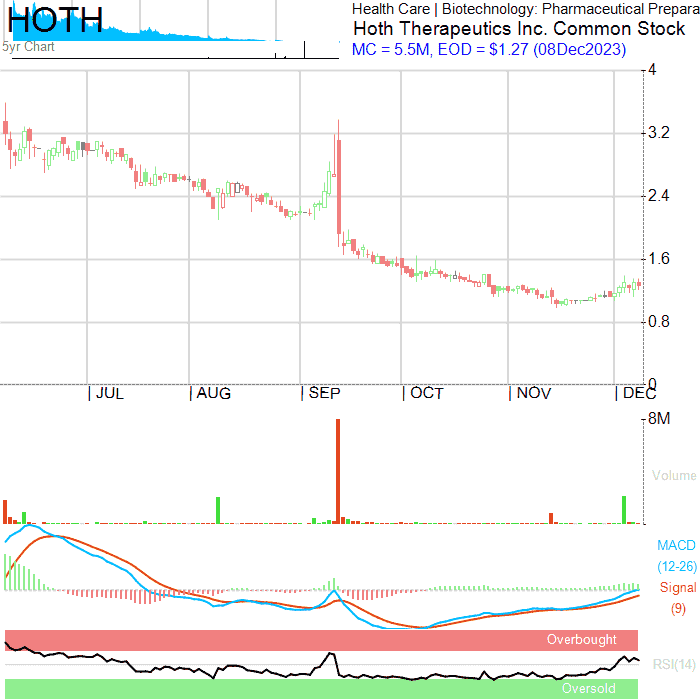 HOTH
Health Care | Biotechnology: Pharmaceutical Prepara
Hoth Therapeutics Inc. Common Stock
5yr Chart
MC = 5.5M, EOD = $1.27 (08Dec2023)
4
3.2
2.4
1.6
0.8
0
| JUL | AUG | SEP | OCT | NOV | DEC
8M
Volume
MACD
(12-26)
Signal
(9)
Overbought
RSI(14)
Oversold